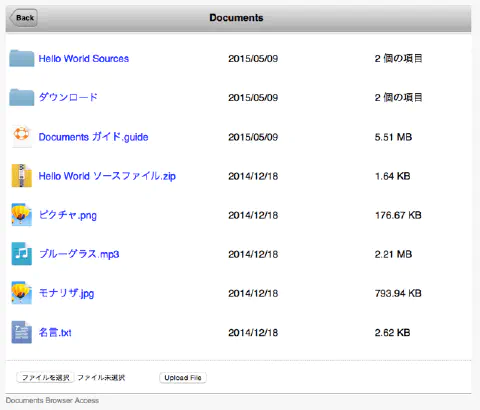 Back Documents
Hello World Sources 2015/05/09 2 個の項目
ダウンロード 2015/05/09 2 個の項目
Documents ガイド.guide 2015/05/09 5.51 MB
Hello World ソースファイル.zip 2014/12/18 1.64 KB
ピクチャ.png 2014/12/18 176.67 KB
ブルーグラス.mp3 2014/12/18 2.21 MB
モナリザ.jpg 2014/12/18 793.94 KB
名言.txt 2014/12/18 2.62 KB
ファイルを選択 ファイル未選択 Upload File
Documents Browser Access